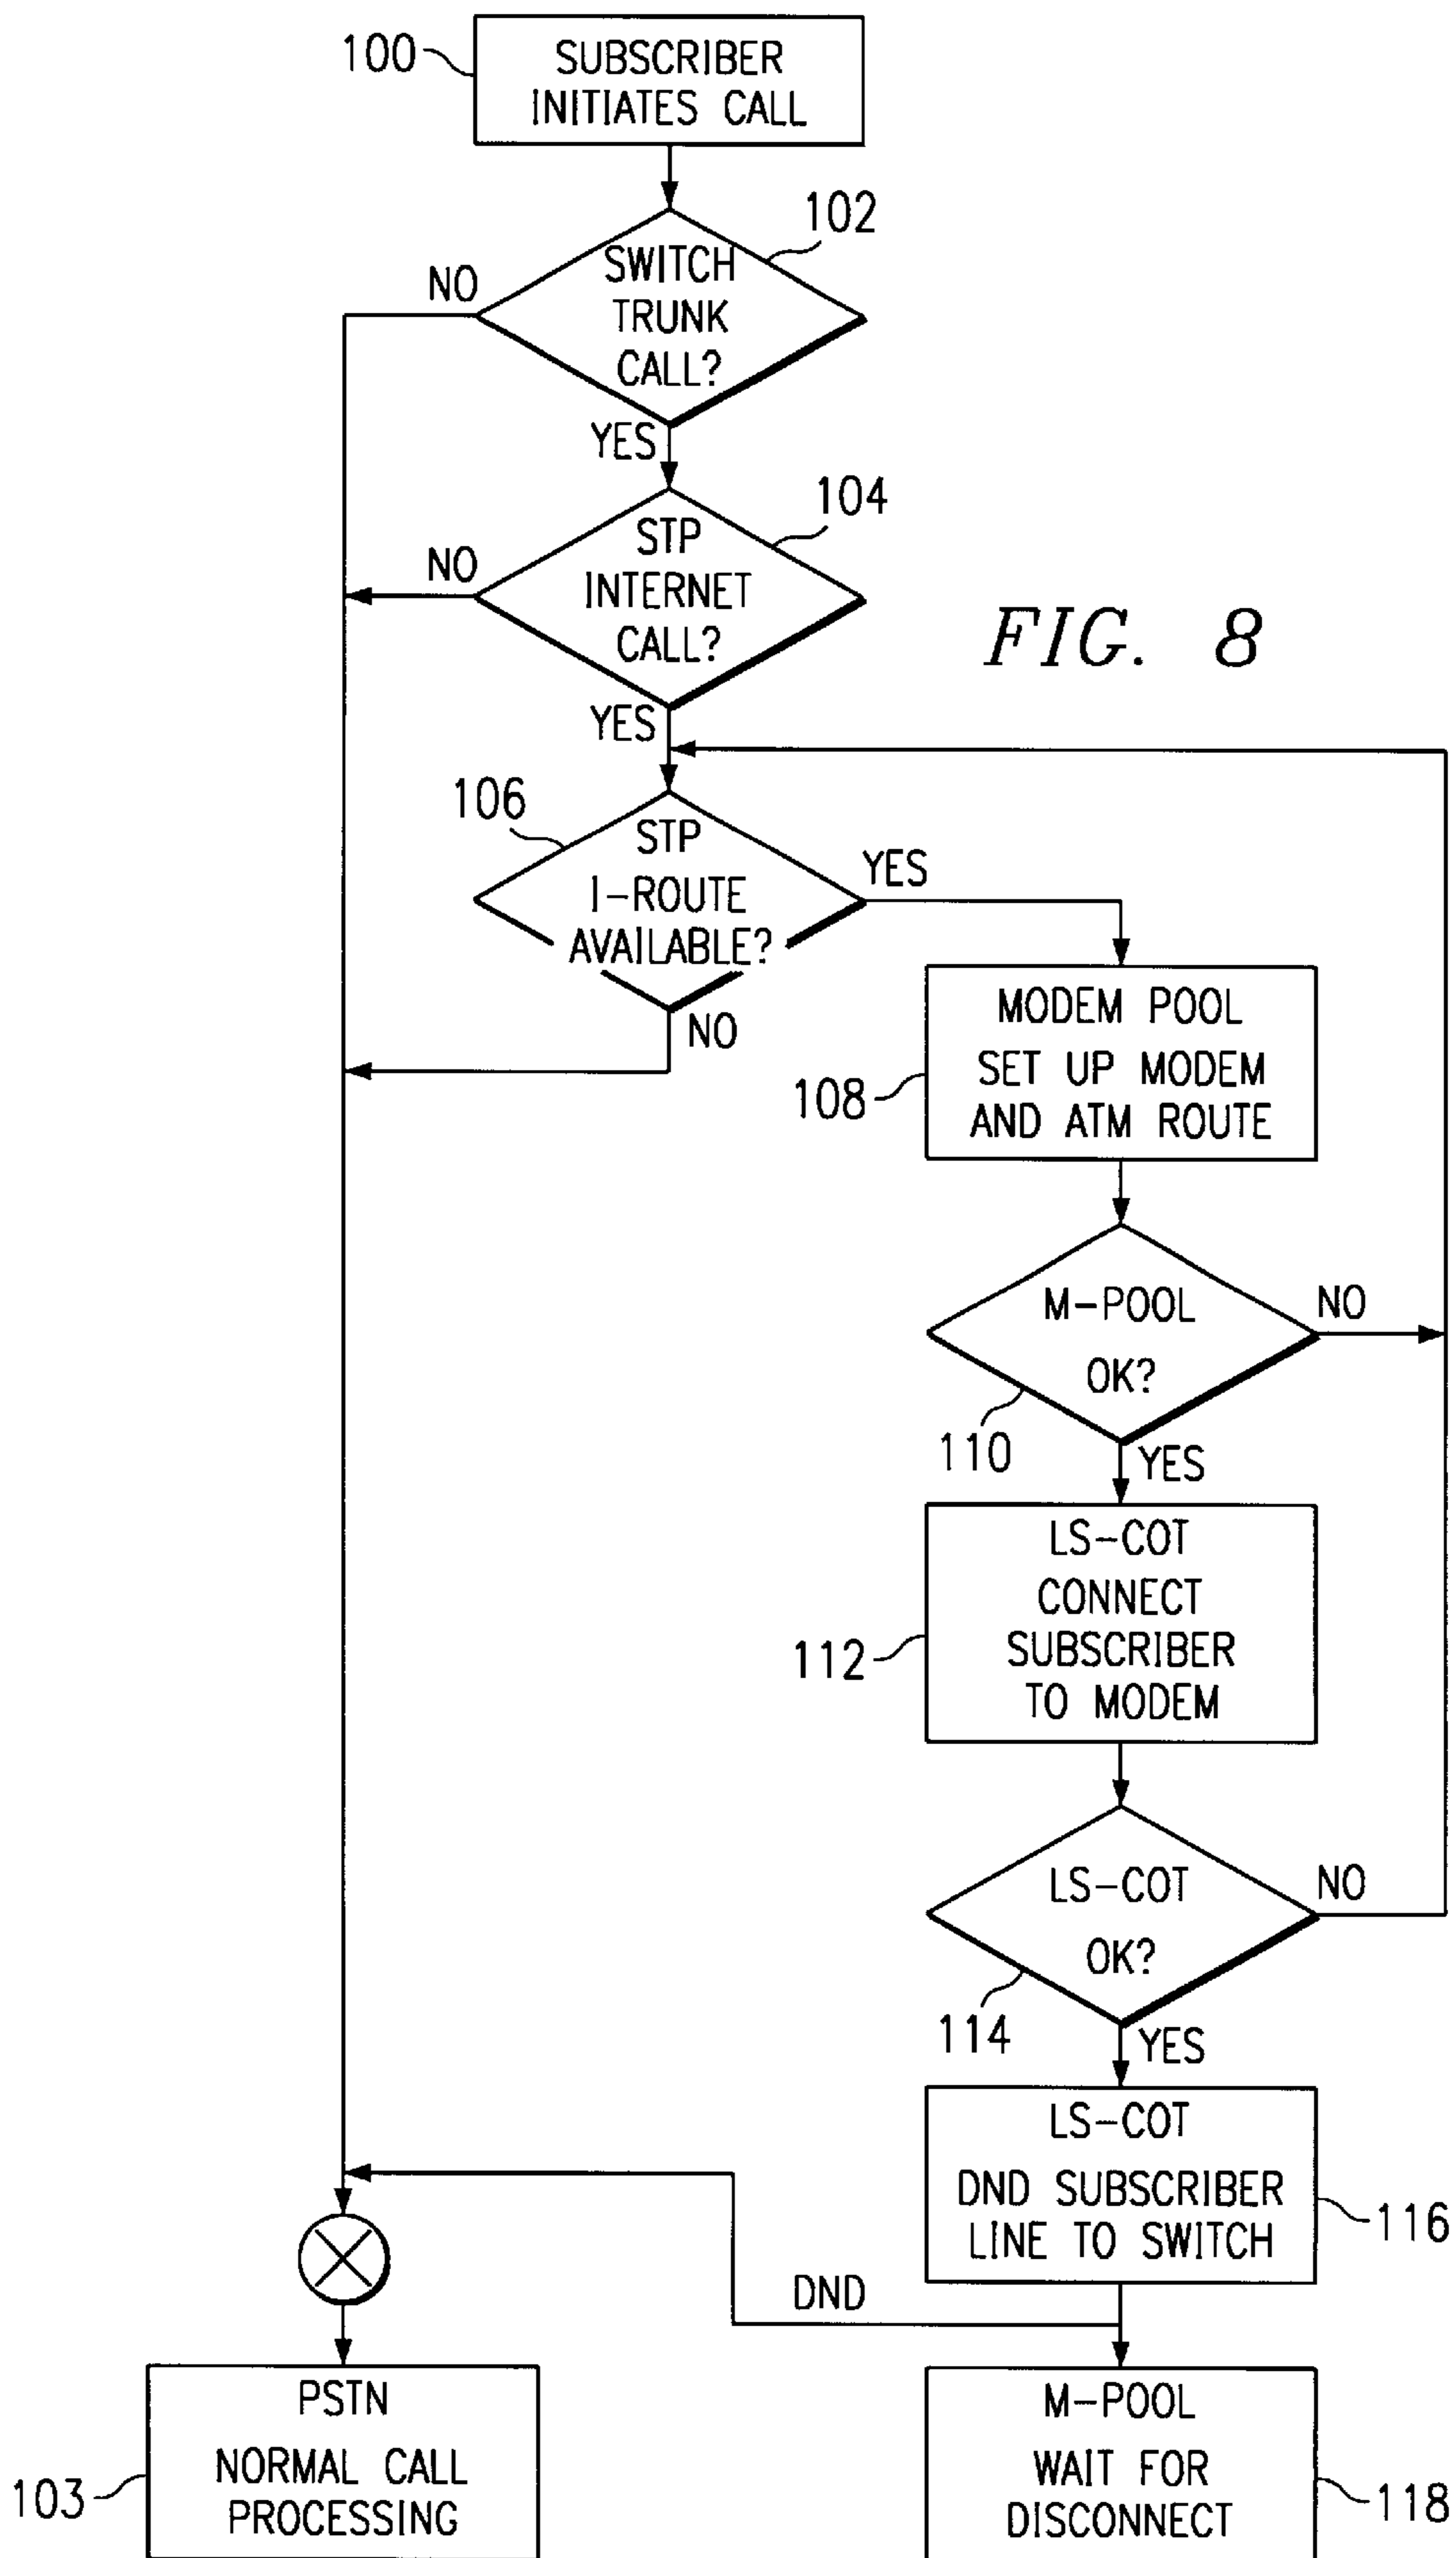 100
SUBSCRIBER
INITIATES CALL
102
SWITCH
TRUNK
CALL?
NO
YES
104
STP
INTERNET
CALL?
NO
YES
FIG. 8
106
STP
I-ROUTE
AVAILABLE?
YES
NO
108
MODEM POOL
SET UP MODEM
AND ATM ROUTE
M-POOL
OK?
NO
110
YES
112
LS-COT
CONNECT
SUBSCRIBER
TO MODEM
LS-COT
OK?
NO
114
YES
LS-COT
DND SUBSCRIBER
LINE TO SWITCH
116
DND
103
PSTN
NORMAL CALL
PROCESSING
M-POOL
WAIT FOR
DISCONNECT
118